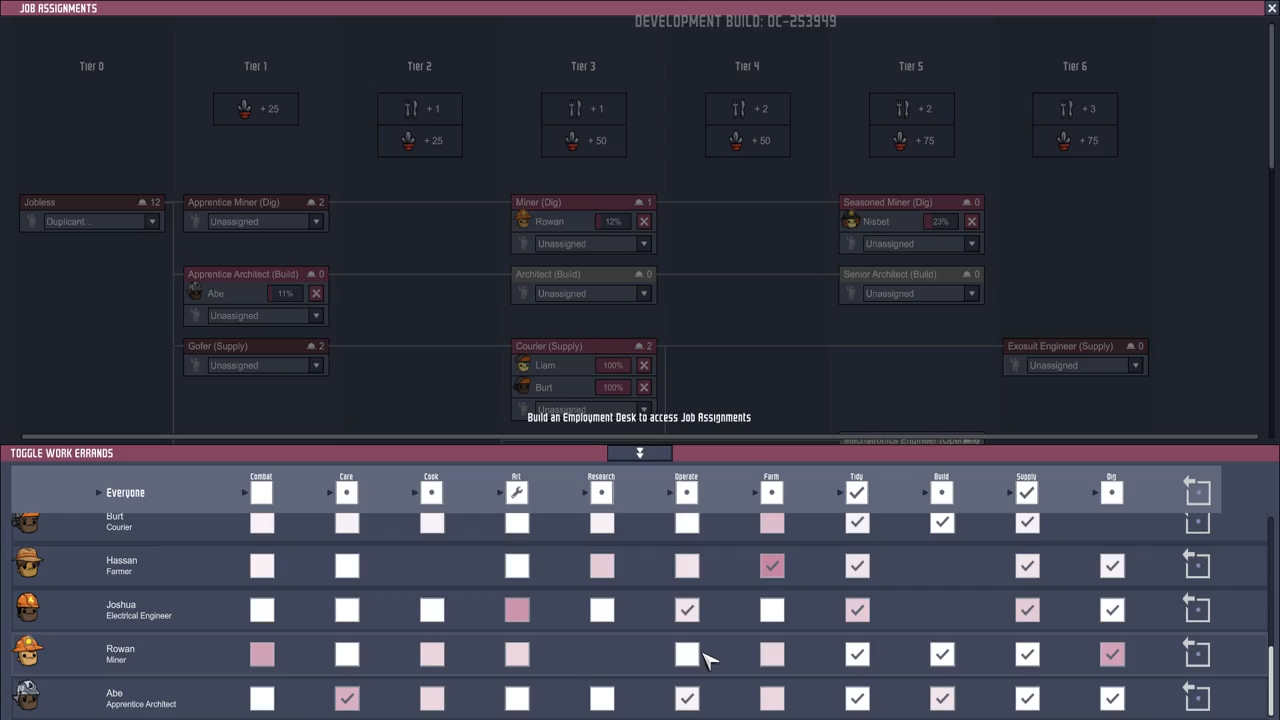 JOB ASSIGNMENTS
DEVELOPMENT BUILD: OC-253949
Tier 0 Tier 1 Tier 2 Tier 3 Tier 4 Tier 5 Tier 6
+ 25 + 1 + 1 + 2 + 2 + 3
+ 25 + 50 + 50 + 75 + 75
Jobless 12 Apprentice Miner (Dig) 2 Miner (Dig) 1 Seasoned Miner (Dig) 0
Duplicant... Unassigned Rowan 12% Nisbet 23%
Unassigned Unassigned
Apprentice Architect (Build) 0 Architect (Build) 0 Senior Architect (Build) 0
Abe 11% Unassigned Unassigned
Unassigned
Gofer (Supply) 2 Courier (Supply) 2 Exosuit Engineer (Supply) 0
Unassigned Liam 100% Unassigned
Burt 100%
Unassigned
Build an Employment Desk to access Job Assignments
Mechatronics Engineer (Oper 0
TOGGLE WORK ERRANDS
Combat Care Cook Art Research Operate Farm Tidy Build Supply Dig
Everyone
Burt
Courier
Hassan
Farmer
Joshua
Electrical Engineer
Rowan
Miner
Abe
Apprentice Architect